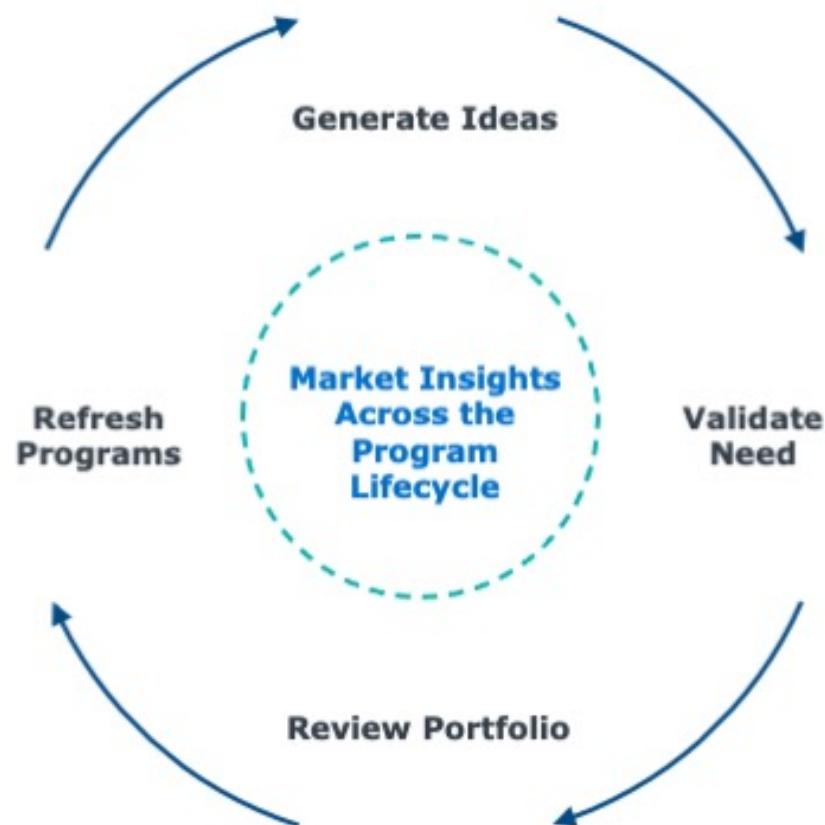 Generate Ideas
Market Insights
Across the
Program
Lifecycle
Refresh
Programs
Validate
Need
Review Portfolio